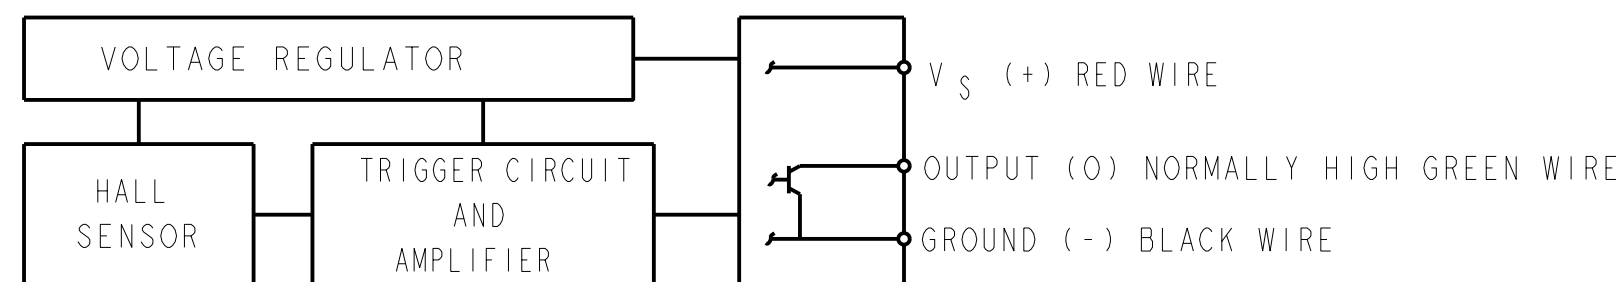 VOLTAGE REGULATOR
V S (+) RED WIRE
TRIGGER CIRCUIT
AND
AMPLIFIER
HALL
SENSOR
OUTPUT (O) NORMALLY HIGH GREEN WIRE
GROUND (-) BLACK WIRE